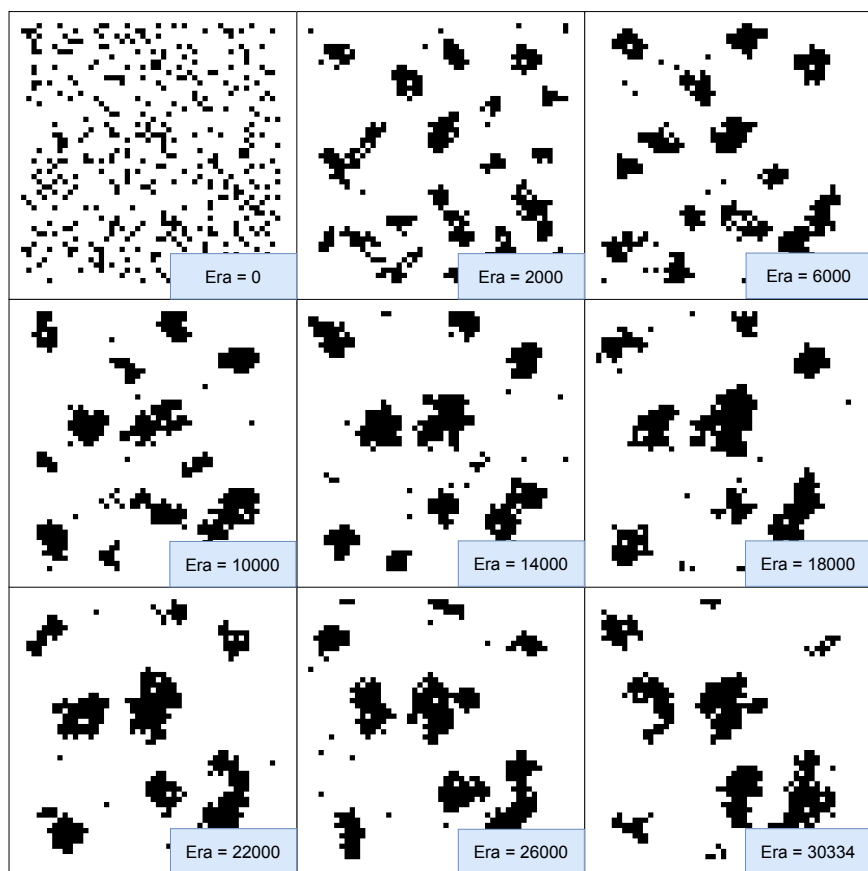 Era = 0
Era = 2000
Era = 6000
Era = 10000
Era = 14000
Era = 18000
Era = 22000
Era = 26000
Era = 30334